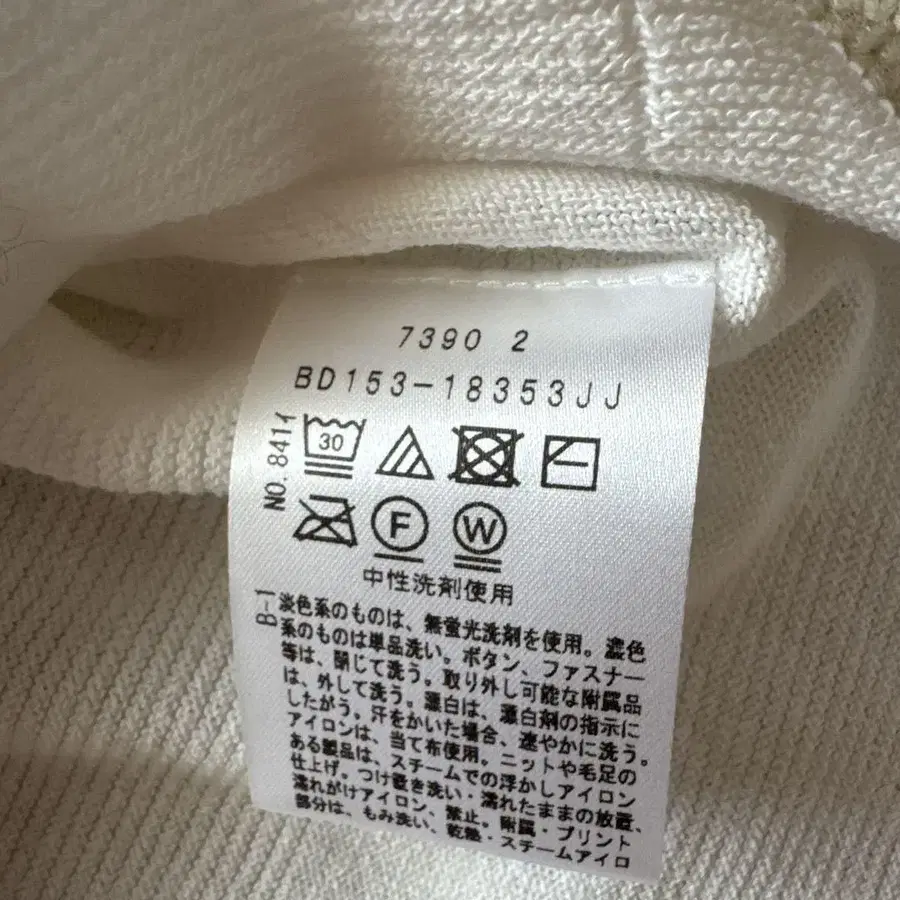 7390 2
BD153-18353JJ
NO.841イ
30
F
W
中性洗剤使用
B-1
淡色系のものは、無蛍光洗剤を使用。濃色
系のものは単品洗い。ボタン、ファスナー
等は、閉じて洗う。取り外し可能な附属品
は、外して洗う。漂白は、漂白剤の指示に
したがう。汗をかいた場合、速やかに洗う。
アイロンは、当て布使用。ニットや毛足の
ある製品は、スチームでの浮かしアイロン
仕上げ。つけ置き洗い・濡れたままの放置、
濡れがけアイロン、禁止。附属・プリント
部分は、もみ洗い、乾熱・スチームアイロ